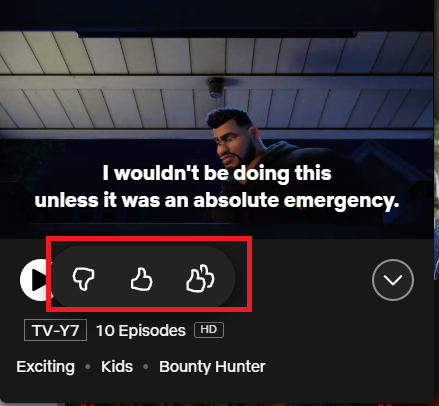 I wouldn't be doing this
unless it was an absolute emergency.
TV-Y7 10 Episodes HD
Exciting • Kids • Bounty Hunter